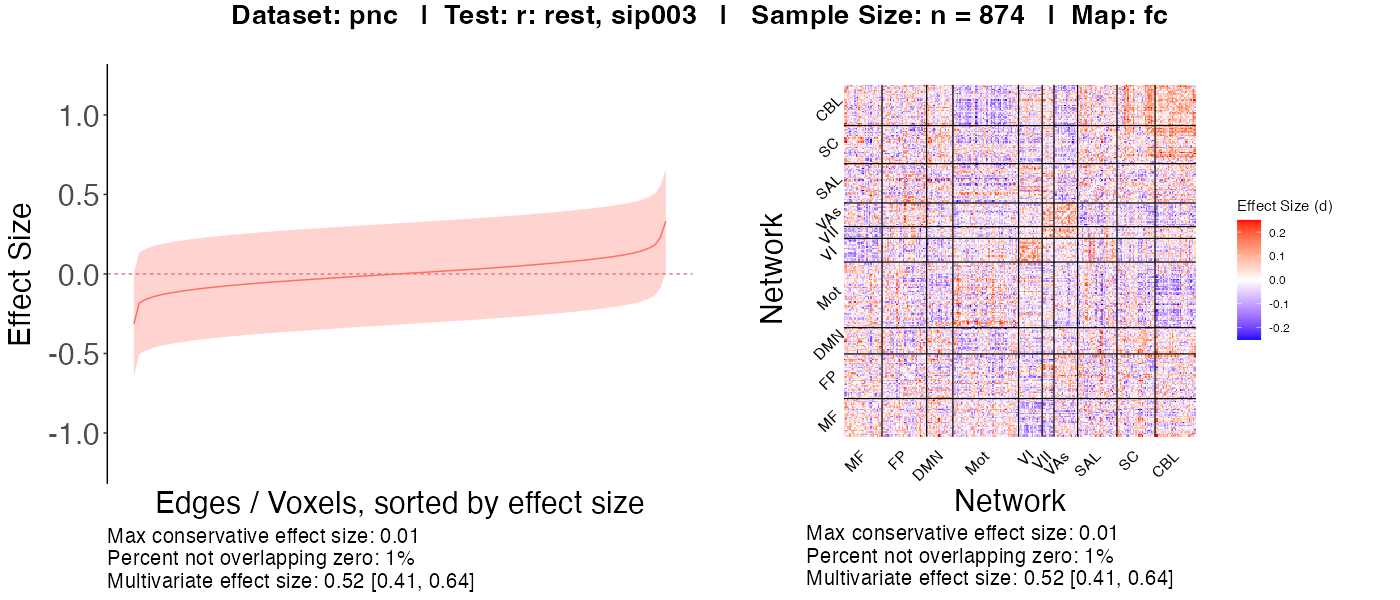 Dataset: pnc | Test: r: rest, sip003 | Sample Size: n = 874 | Map: fc
Effect Size
1.0
0.5
0.0
-0.5
-1.0
Edges / Voxels, sorted by effect size
Max conservative effect size: 0.01
Percent not overlapping zero: 1%
Multivariate effect size: 0.52 [0.41, 0.64]
Network
CBL
SC
SAL
VAs
VII
VI
Mot
DMN
FP
MF
MF
FP
DMN
Mot
VI
VII
VAs
SAL
SC
CBL
Network
Max conservative effect size: 0.01
Percent not overlapping zero: 1%
Multivariate effect size: 0.52 [0.41, 0.64]
Effect Size (d)
0.2
0.1
0.0
-0.1
-0.2